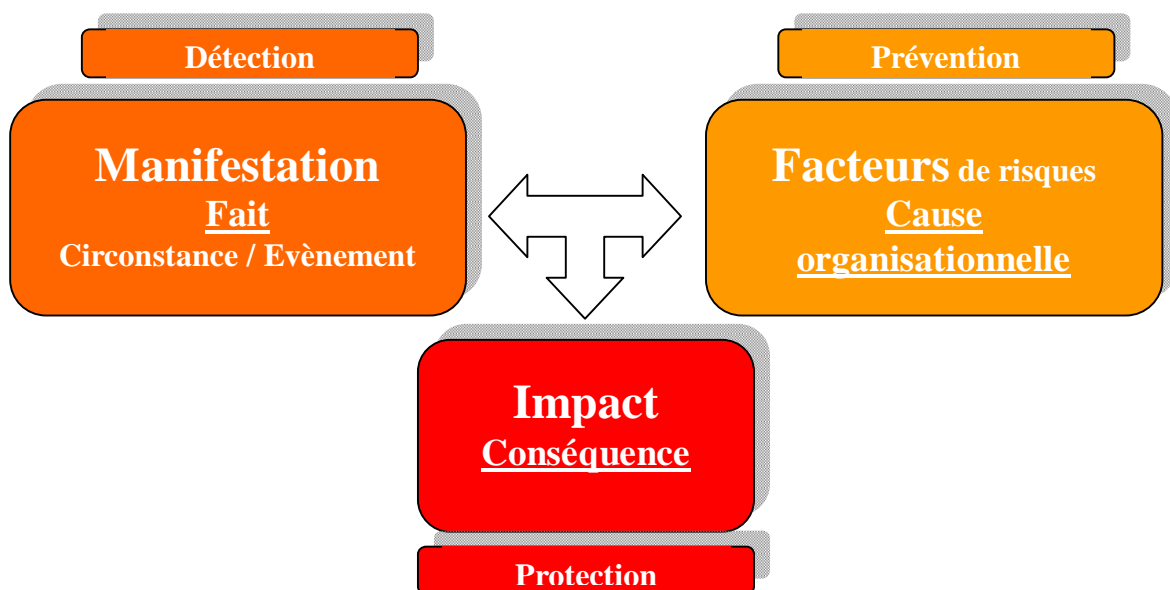 Détection
Manifestation
Fait
Circonstance / Evènement
Prévention
Facteurs de risques
Cause
organisationnelle
Impact
Conséquence
Protection